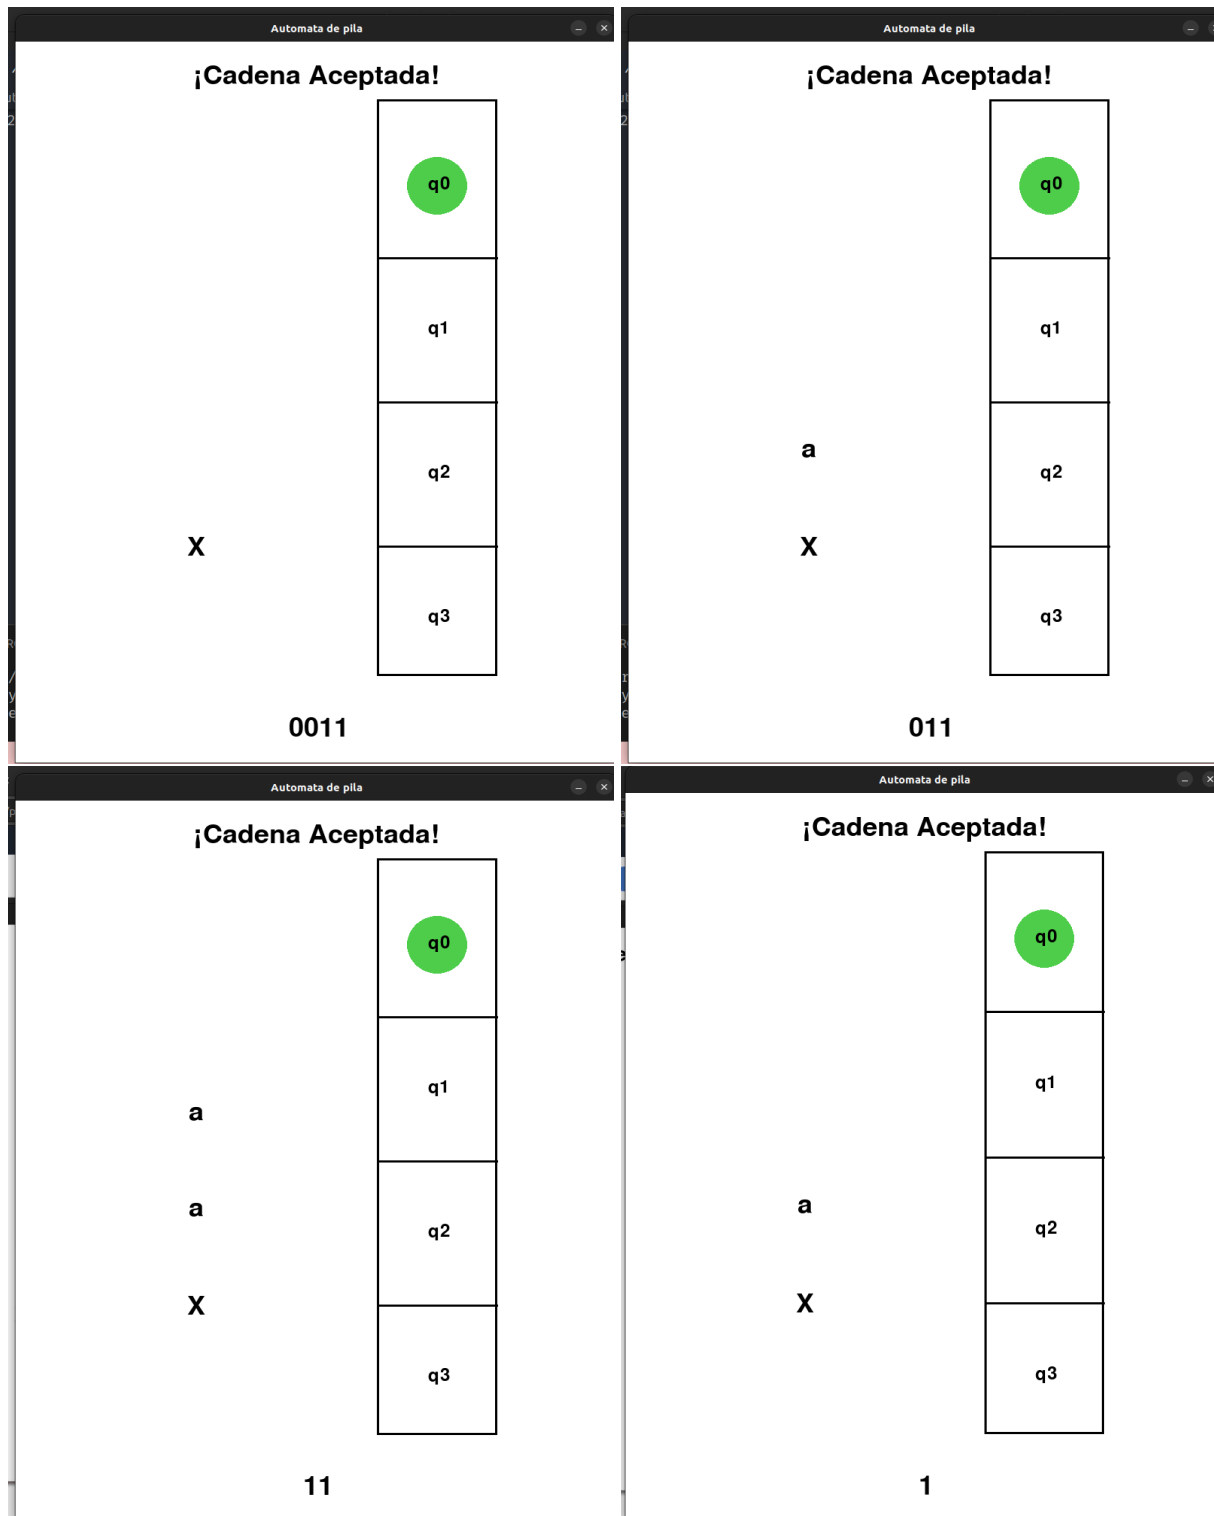 Automata de pila
¡Cadena Aceptada!
q0
q1
q2
X
q3
0011
Automata de pila
¡Cadena Aceptada!
q0
q1
a
q2
X
q3
011
Automata de pila
¡Cadena Aceptada!
q0
q1
a
a
q2
X
q3
11
Automata de pila
¡Cadena Aceptada!
q0
q1
a
q2
X
q3
1